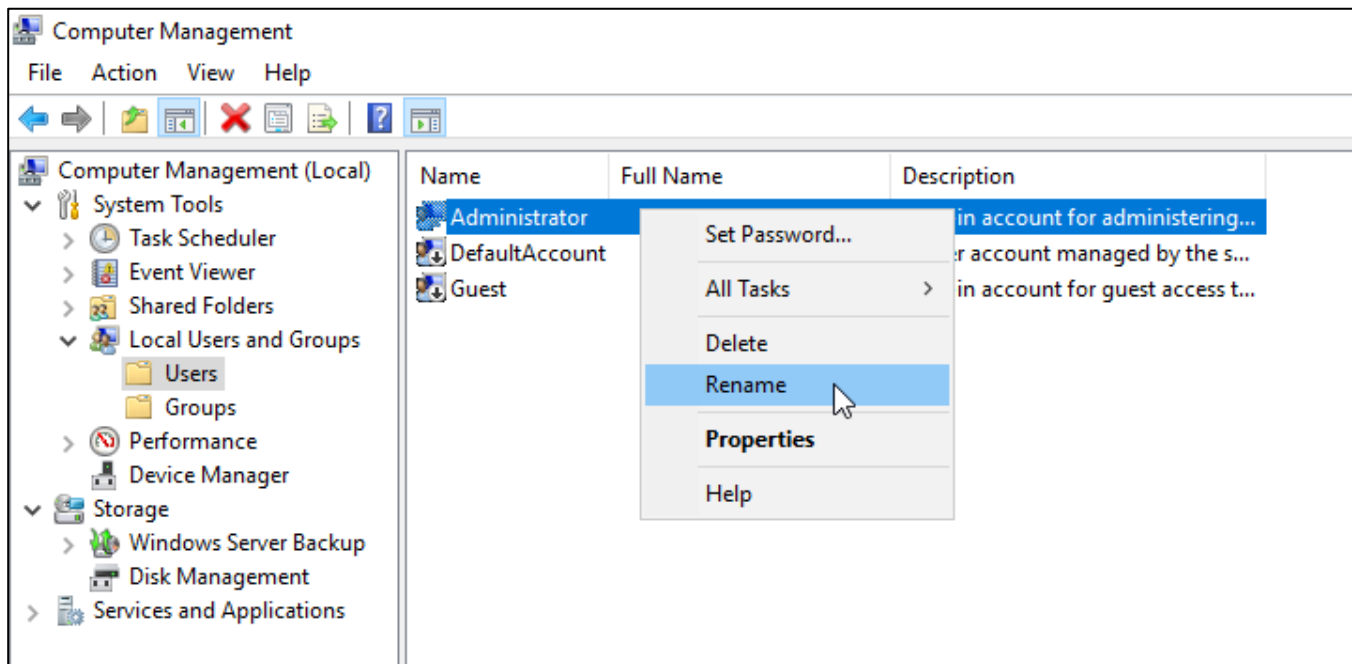 Computer Management
File Action View Help
Computer Management (Local)
System Tools
Task Scheduler
Event Viewer
Shared Folders
Local Users and Groups
Users
Groups
Performance
Device Manager
Storage
Windows Server Backup
Disk Management
Services and Applications
Name Full Name Description
Administrator in account for administering...
DefaultAccount r account managed by the s...
Guest in account for guest access t...
Set Password...
All Tasks
Delete
Rename
Properties
Help